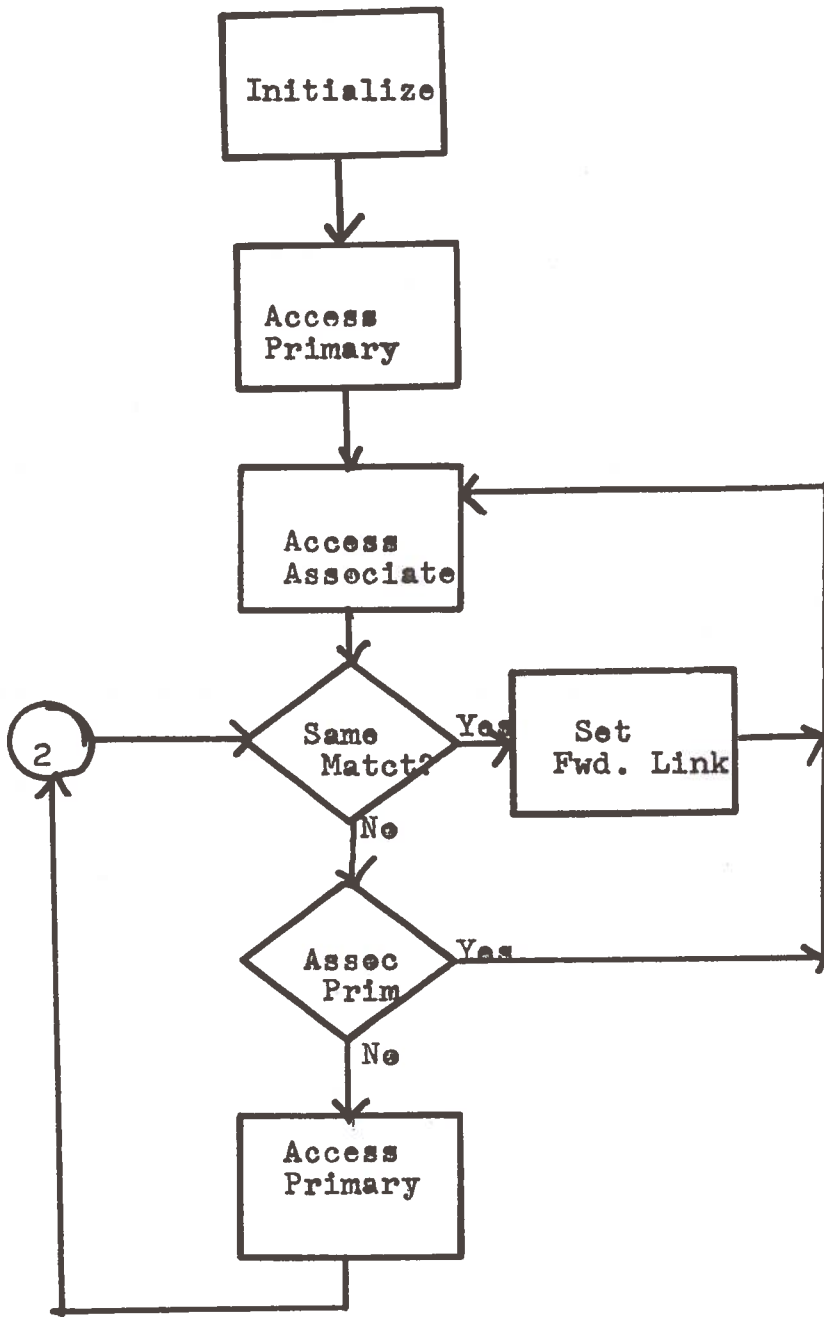 Initialize
Access
Primary
Access
Associate
2
Same
Matct?
Yes
Set
Fwd. Link
No
Assoc
Prim
Yes
No
Access
Primary